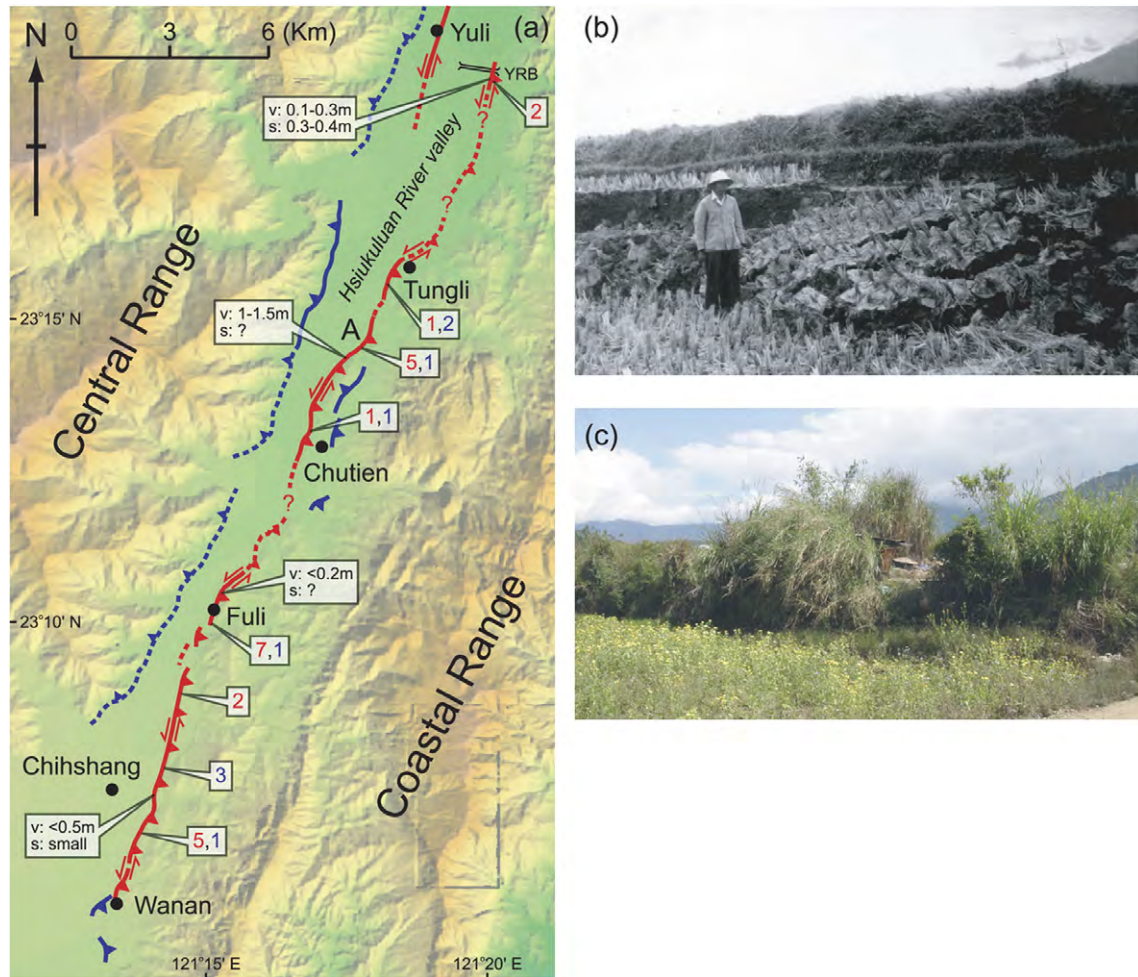 (a)
N
0 3 6 (Km)
Yuli
YRB
v: 0.1-0.3m
s: 0.3-0.4m
2
?
Hsiukuluan River valley
?
Central Range
Tungli
23°15' N
v: 1-1.5m
s: ?
A
1,2
5,1
1,1
Chutien
?
v: <0.2m
s: ?
23°10' N
Fuli
7,1
Coastal Range
2
Chihshang
3
v: <0.5m
s: small
5,1
Wanan
121°15' E
121°20' E
(b)
(c)